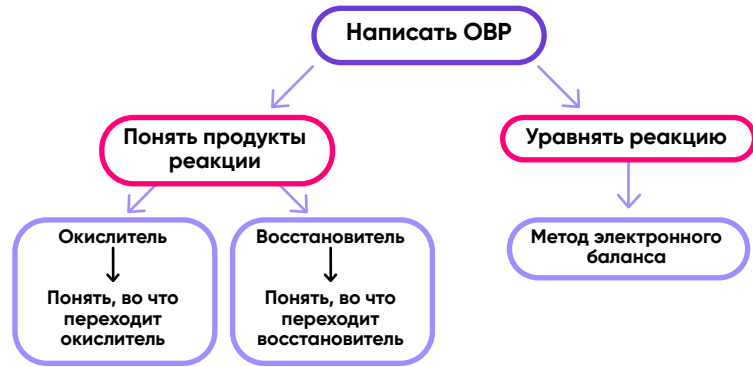 Написать ОВР
Понять продукты
реакции
Уравнять реакцию
Окислитель
Понять, во что
переходит
окислитель
Восстановитель
Понять, во что
переходит
восстановитель
Метод электронного
баланса